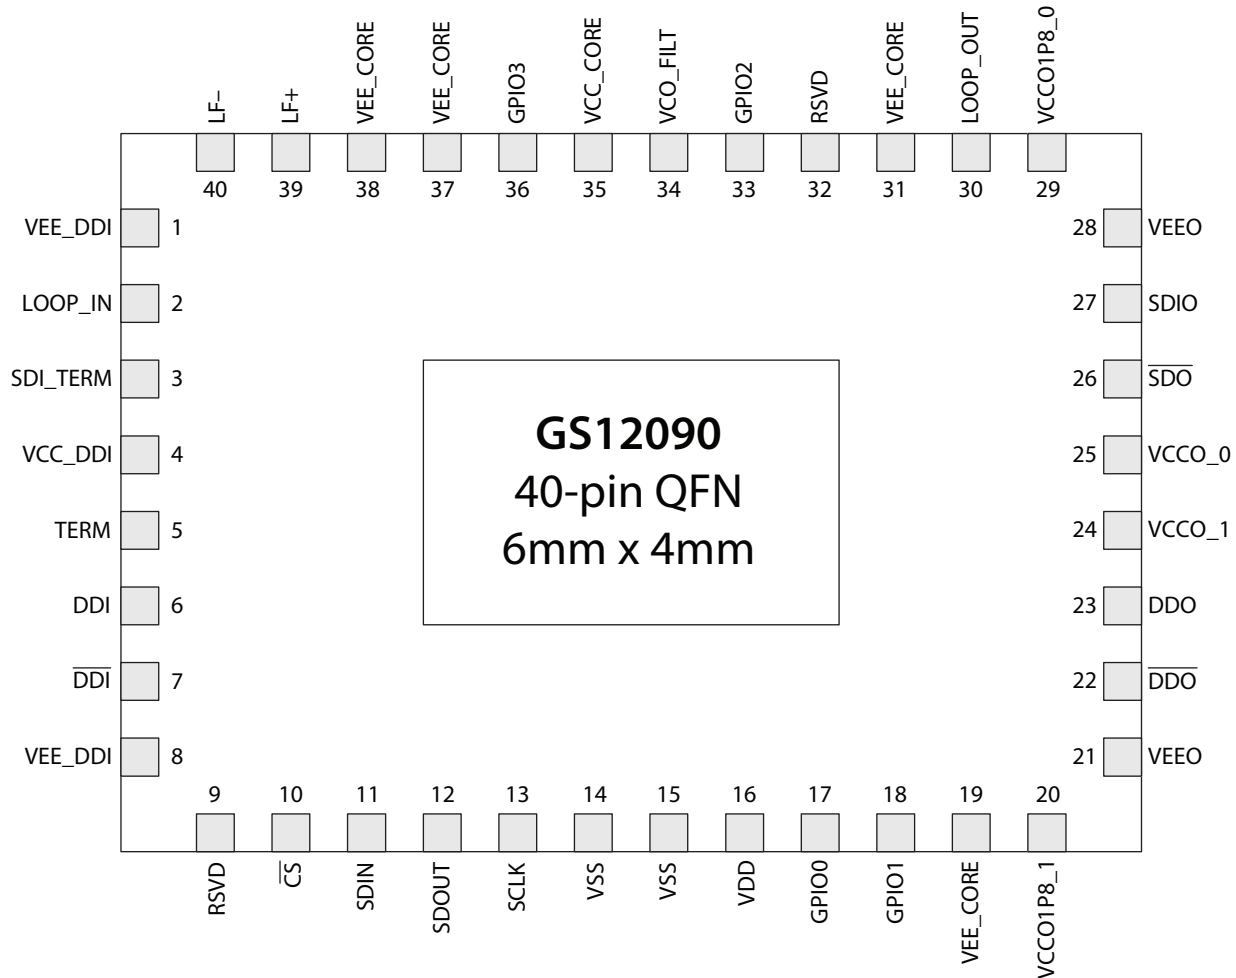 LF–
LF+
VEE_CORE
VEE_CORE
GPIO3
VCC_CORE
VCO_FILT
GPIO2
RSVD
VEE_CORE
LOOP_OUT
VCCO1P8_0
40 39 38 37 36 35 34 33 32 31 30 29
VEE_DDI 1
28 VEEO
LOOP_IN 2
27 SDIO
SDI_TERM 3
26 S̅D̅O̅
VCC_DDI 4
25 VCCO_0
TERM 5
24 VCCO_1
DDI 6
23 DDO
D̅D̅I̅ 7
22 D̅D̅O̅
VEE_DDI 8
21 VEEO
GS12090
40-pin QFN
6mm x 4mm
9 10 11 12 13 14 15 16 17 18 19 20
RSVD
C̅S̅
SDIN
SDOUT
SCLK
VSS
VSS
VDD
GPIO0
GPIO1
VEE_CORE
VCCO1P8_1